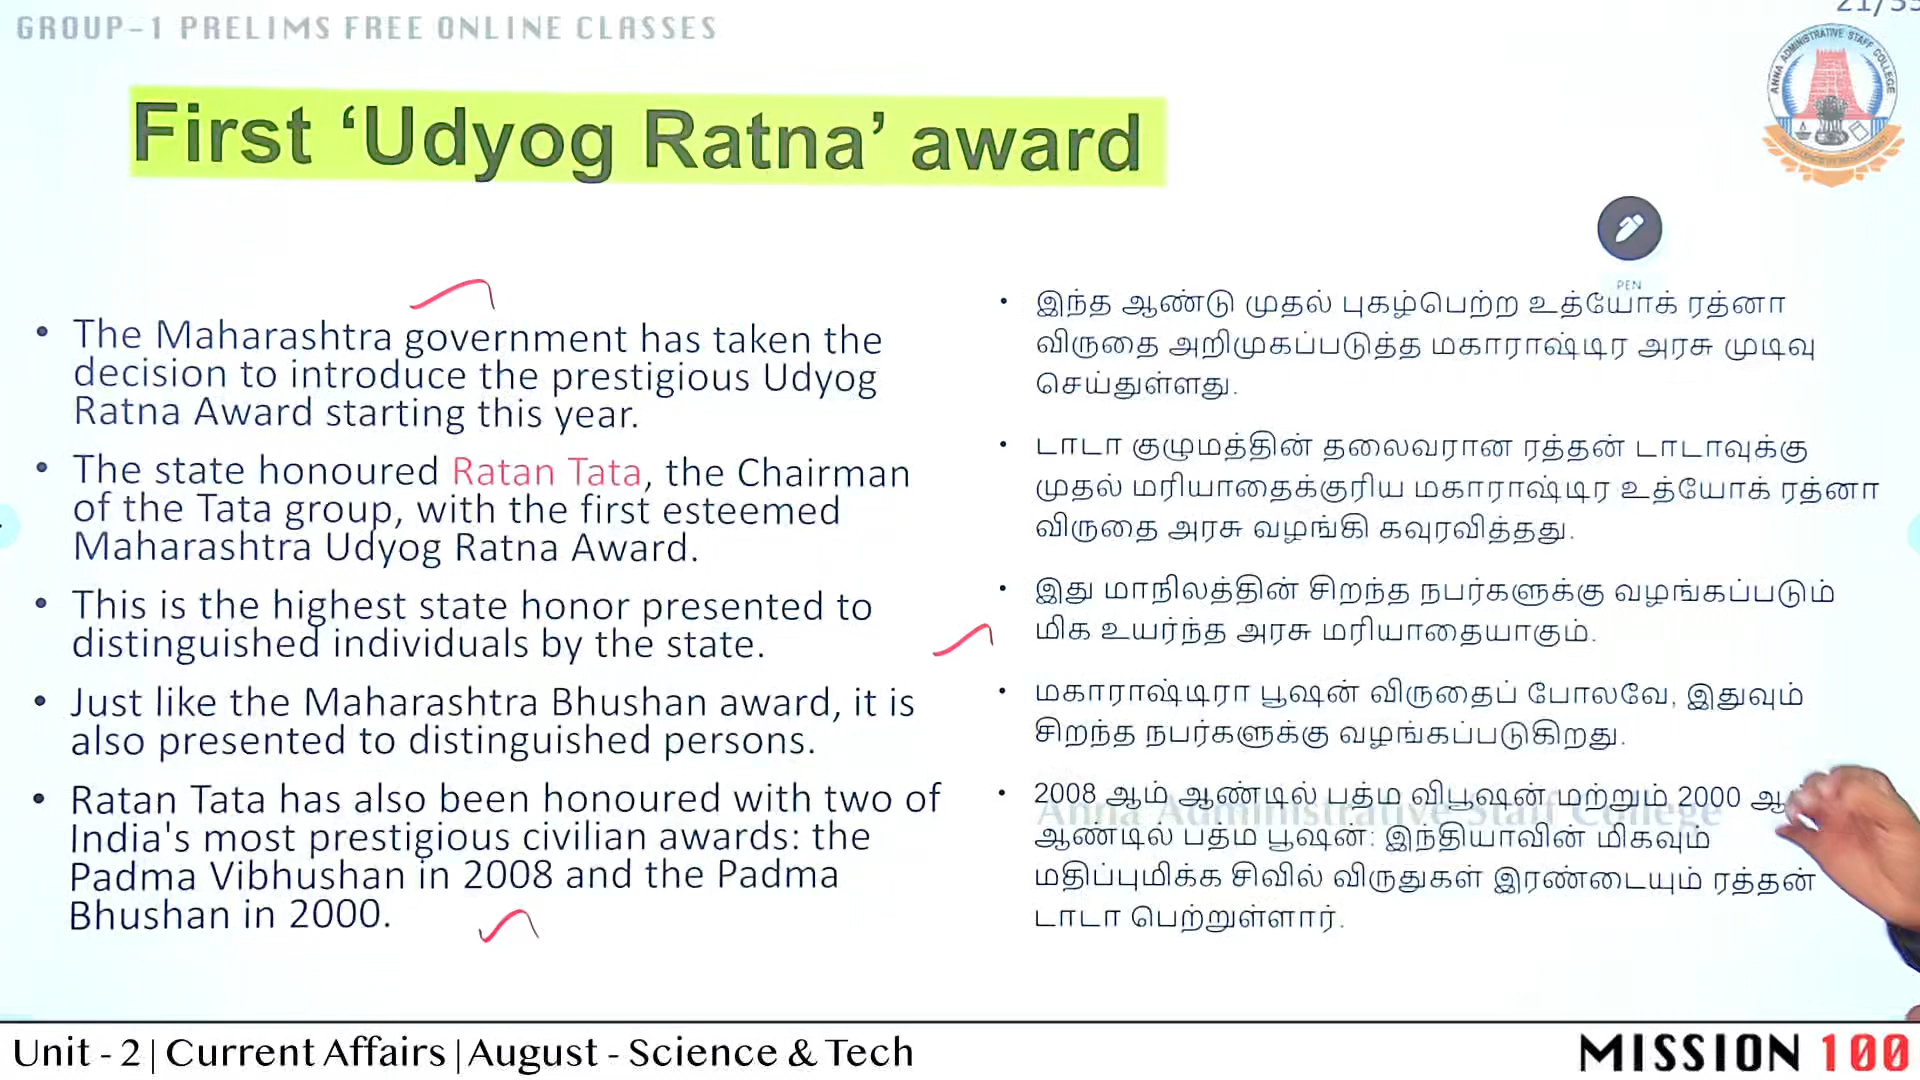 GROUP-1 PRELIMS FREE ONLINE CLASSES
ANNA ADMINISTRATIVE STAFF COLLEGE
First ‘Udyog Ratna’ award
PEN
• The Maharashtra government has taken the
decision to introduce the prestigious Udyog
Ratna Award starting this year.
• The state honoured Ratan Tata, the Chairman
of the Tata group, with the first esteemed
Maharashtra Udyog Ratna Award.
• This is the highest state honor presented to
distinguished individuals by the state.
• Just like the Maharashtra Bhushan award, it is
also presented to distinguished persons.
• Ratan Tata has also been honoured with two of
India's most prestigious civilian awards: the
Padma Vibhushan in 2008 and the Padma
Bhushan in 2000.
• இந்த ஆண்டு முதல் புகழ்பெற்ற உத்யோக் ரத்னா
விருதை அறிமுகப்படுத்த மகாராஷ்டிர அரசு முடிவு
செய்துள்ளது.
• டாடா குழுமத்தின் தலைவரான ரத்தன் டாடாவுக்கு
முதல் மரியாதைக்குரிய மகாராஷ்டிர உத்யோக் ரத்னா
விருதை அரசு வழங்கி கவுரவித்தது.
• இது மாநிலத்தின் சிறந்த நபர்களுக்கு வழங்கப்படும்
மிக உயர்ந்த அரசு மரியாதையாகும்.
• மகாராஷ்டிரா பூஷன் விருதைப் போலவே, இதுவும்
சிறந்த நபர்களுக்கு வழங்கப்படுகிறது.
• 2008 ஆம் ஆண்டில் பத்ம விபூஷன் மற்றும் 2000
ஆண்டில் பத்ம பூஷன்: இந்தியாவின் மிகவும்
மதிப்புமிக்க சிவில் விருதுகள் இரண்டையும் ரத்தன்
டாடா பெற்றுள்ளார்.
Anna Administrative Staff College
Unit - 2 | Current Affairs | August - Science & Tech
MISSION 100